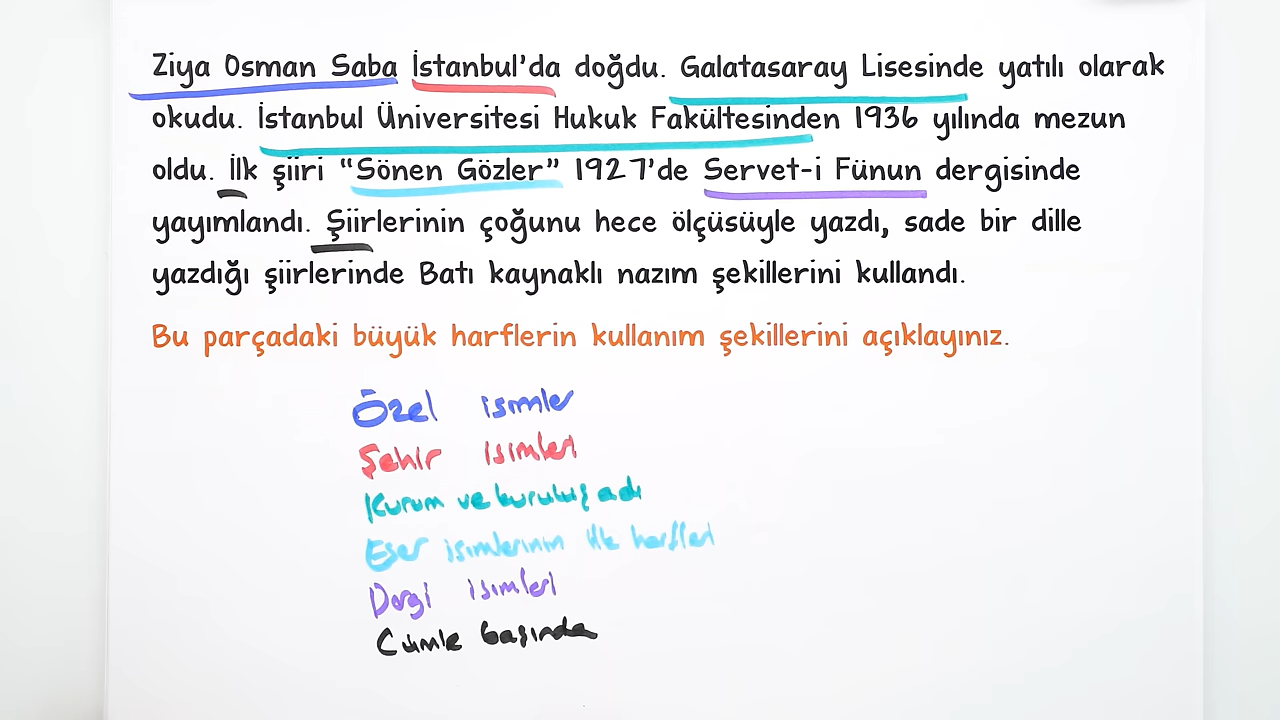 Ziya Osman Saba İstanbul'da doğdu. Galatasaray Lisesinde yatılı olarak
okudu. İstanbul Üniversitesi Hukuk Fakültesinden 1936 yılında mezun
oldu. İlk şiiri “Sönen Gözler” 1927'de Servet-i Fünun dergisinde
yayımlandı. Şiirlerinin çoğunu hece ölçüsüyle yazdı, sade bir dille
yazdığı şiirlerinde Batı kaynaklı nazım şekillerini kullandı.
Bu parçadaki büyük harflerin kullanım şekillerini açıklayınız.
Özel isimler
Şehir isimleri
Kurum ve kuruluş adı
Eser isimlerinin ilk harfleri
Dergi isimleri
Cümle başında